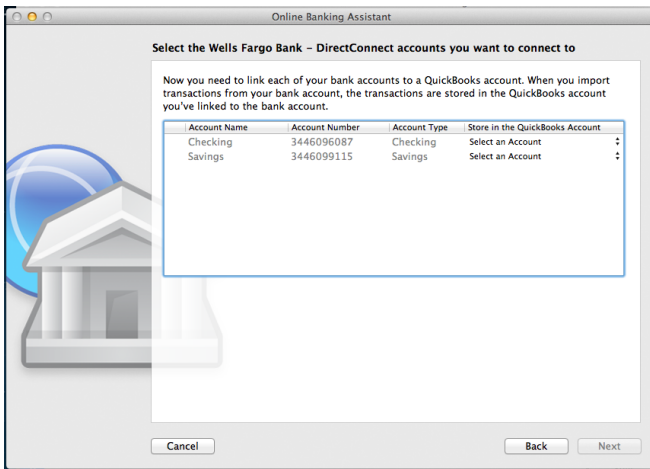 Online Banking Assistant
Select the Wells Fargo Bank – DirectConnect accounts you want to connect to
Now you need to link each of your bank accounts to a QuickBooks account. When you import
transactions from your bank account, the transactions are stored in the QuickBooks account
you've linked to the bank account.
Account Name Account Number Account Type Store in the QuickBooks Account
Checking 3446096087 Checking Select an Account
Savings 3446099115 Savings Select an Account
Cancel Back Next